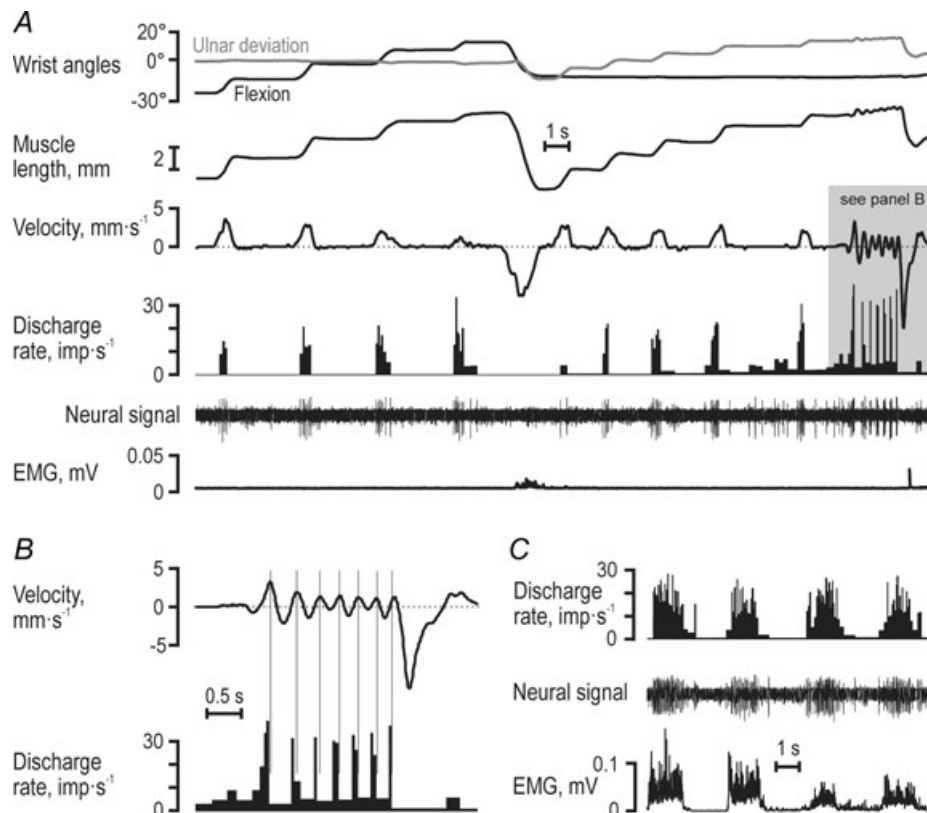 A
Wrist angles
20°
0°
-30°
Ulnar deviation
Flexion
Muscle
length, mm
2
1 s
see panel B
Velocity, mm·s⁻¹
5
0
Discharge
rate, imp·s⁻¹
30
0
Neural signal
EMG, mV
0.05
0
B
Velocity,
mm·s⁻¹
5
0
-5
0.5 s
Discharge
rate, imp·s⁻¹
30
0
C
Discharge
rate, imp·s⁻¹
30
0
Neural signal
1 s
EMG, mV
0.1
0